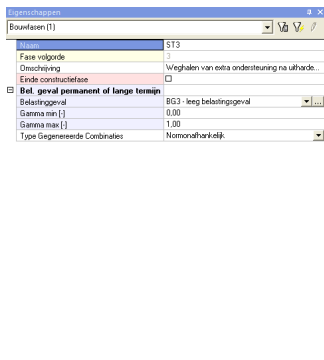 Eigenschappen
Bouwfasen (1)
Naam ST3
Fase volgorde 3
Omschrijving Weghalen van extra ondersteuning na uitharde...
Einde constructiefase
Bel. geval permanent of lange termijn
Belastinggeval BG3 - leeg belastingsgeval ...
Gamma min [-] 0,00
Gamma max [-] 1,00
Type Gegenereerde Combinaties Normonafhankelijk